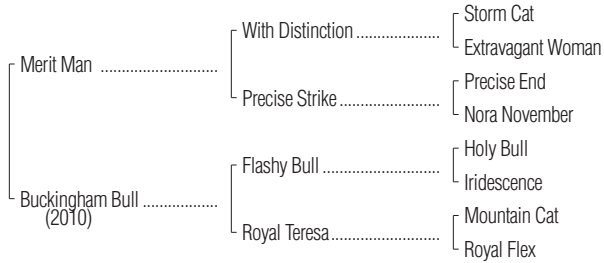 Storm Cat
With Distinction ....................
Extravagant Woman
Merit Man ............................
Precise End
Precise Strike........................
Nora November
Holy Bull
Flashy Bull ............................
Iridescence
Buckingham Bull ..................
(2010)
Mountain Cat
Royal Teresa..........................
Royal Flex